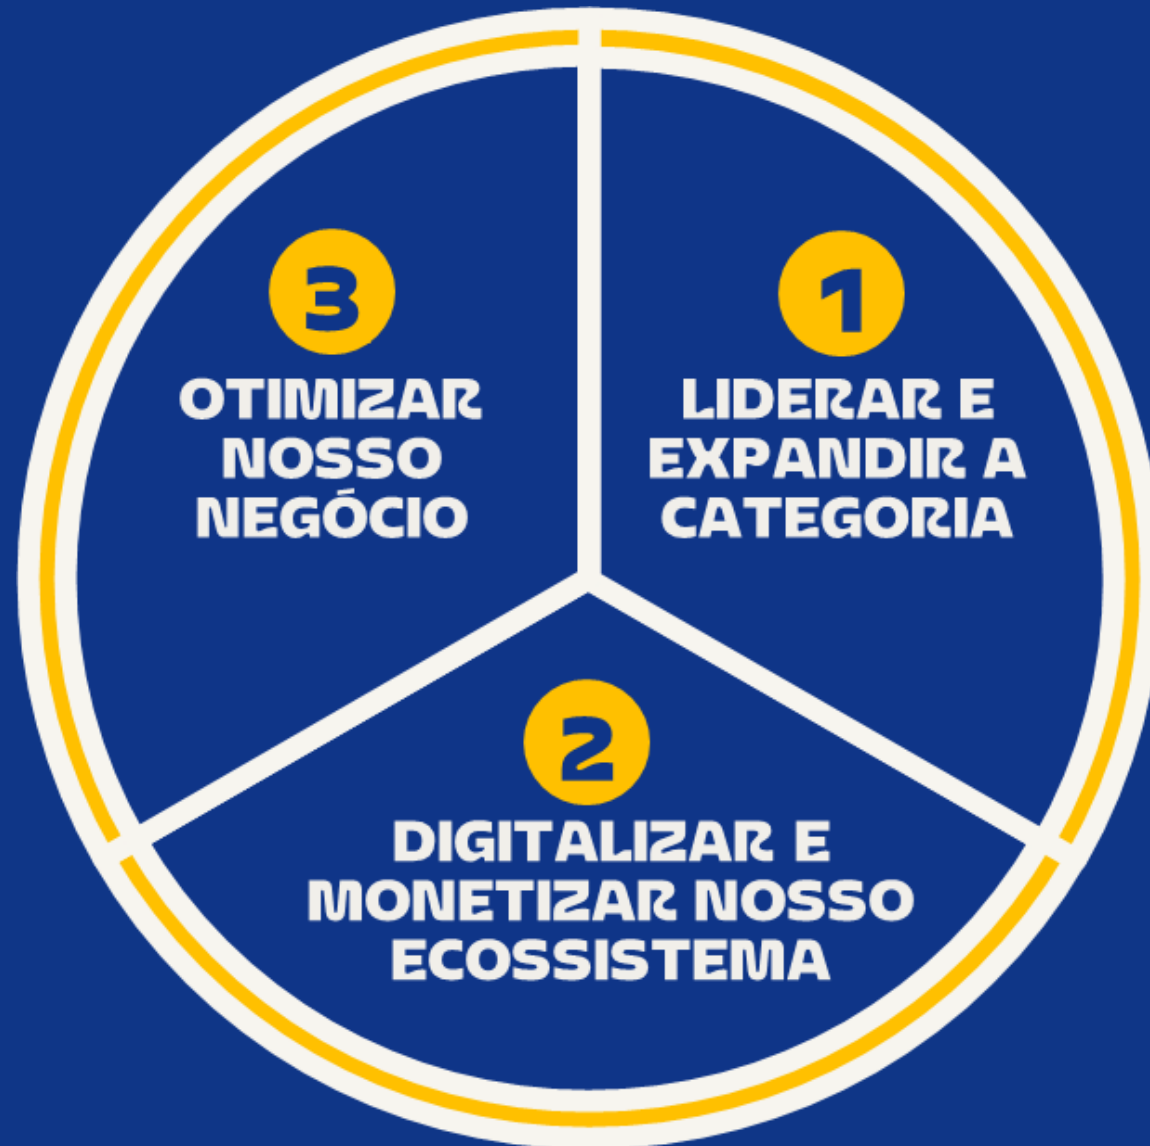 1
LIDERAR E
EXPANDIR A
CATEGORIA
2
DIGITALIZAR E
MONETIZAR NOSSO
ECOSSISTEMA
3
OTIMIZAR
NOSSO
NEGÓCIO